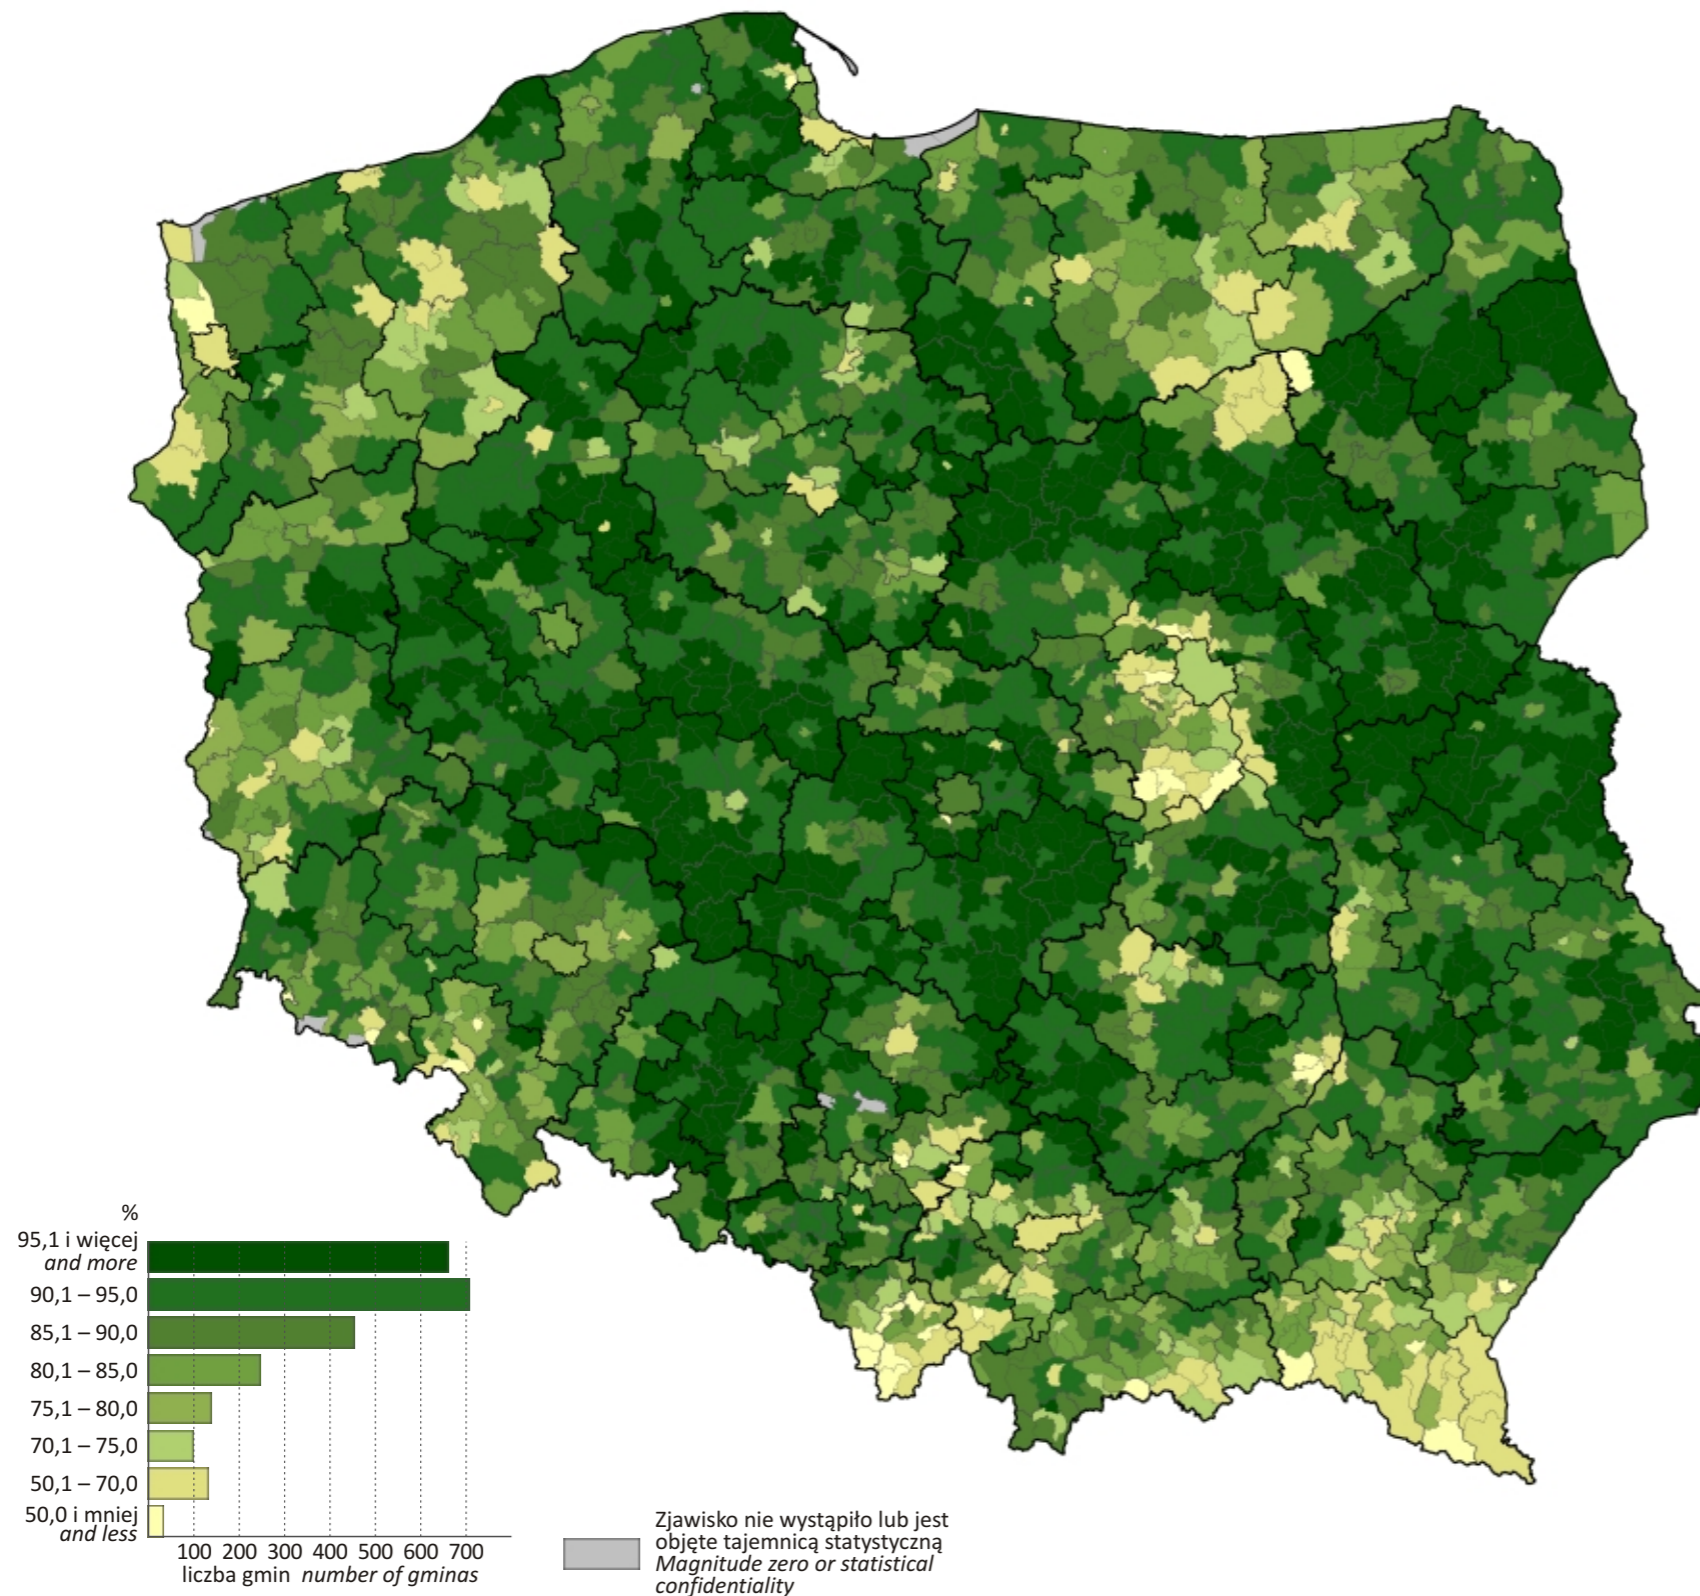 %
95,1 i więcej
and more
90,1 – 95,0
85,1 – 90,0
80,1 – 85,0
75,1 – 80,0
70,1 – 75,0
50,1 – 70,0
50,0 i mniej
and less
100 200 300 400 500 600 700
liczba gmin number of gminas
Zjawisko nie wystąpiło lub jest
objęte tajemnicą statystyczną
Magnitude zero or statistical
confidentiality